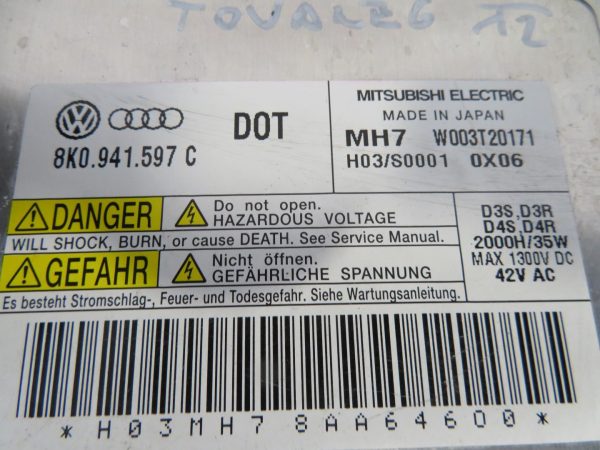 TOUAREG 12
DOT
8K0.941.597 C
MITSUBISHI ELECTRIC
MADE IN JAPAN
MH7 W003T20171
H03/S0001 0X06
DANGER
Do not open.
HAZARDOUS VOLTAGE
WILL SHOCK, BURN, or cause DEATH. See Service Manual.
GEFAHR
Nicht öffnen.
GEFÄHRLICHE SPANNUNG
Es besteht Stromschlag-, Feuer- und Todesgefahr. Siehe Wartungsanleitung.
D3S,D3R
D4S,D4R
2000H/35W
MAX 1300V DC
42V AC
*H03MH78AA64600*